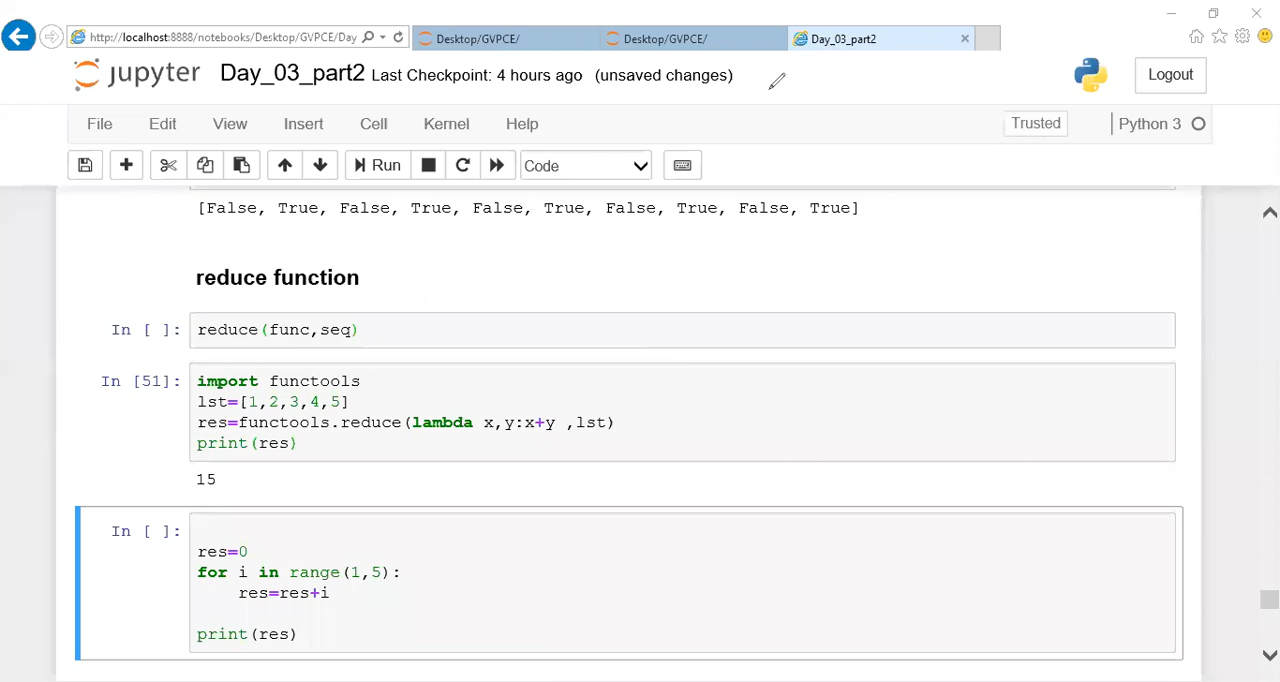 http://localhost:8888/notebooks/Desktop/GVPCE/Day
Desktop/GVPCE/
Desktop/GVPCE/
Day_03_part2
jupyter Day_03_part2 Last Checkpoint: 4 hours ago (unsaved changes)
Logout
File Edit View Insert Cell Kernel Help
Trusted
Python 3
Run
Code
[False, True, False, True, False, True, False, True, False, True]
reduce function
In [ ]: reduce(func,seq)
In [51]: import functools
lst=[1,2,3,4,5]
res=functools.reduce(lambda x,y:x+y ,lst)
print(res)
15
In [ ]:
res=0
for i in range(1,5):
    res=res+i
print(res)